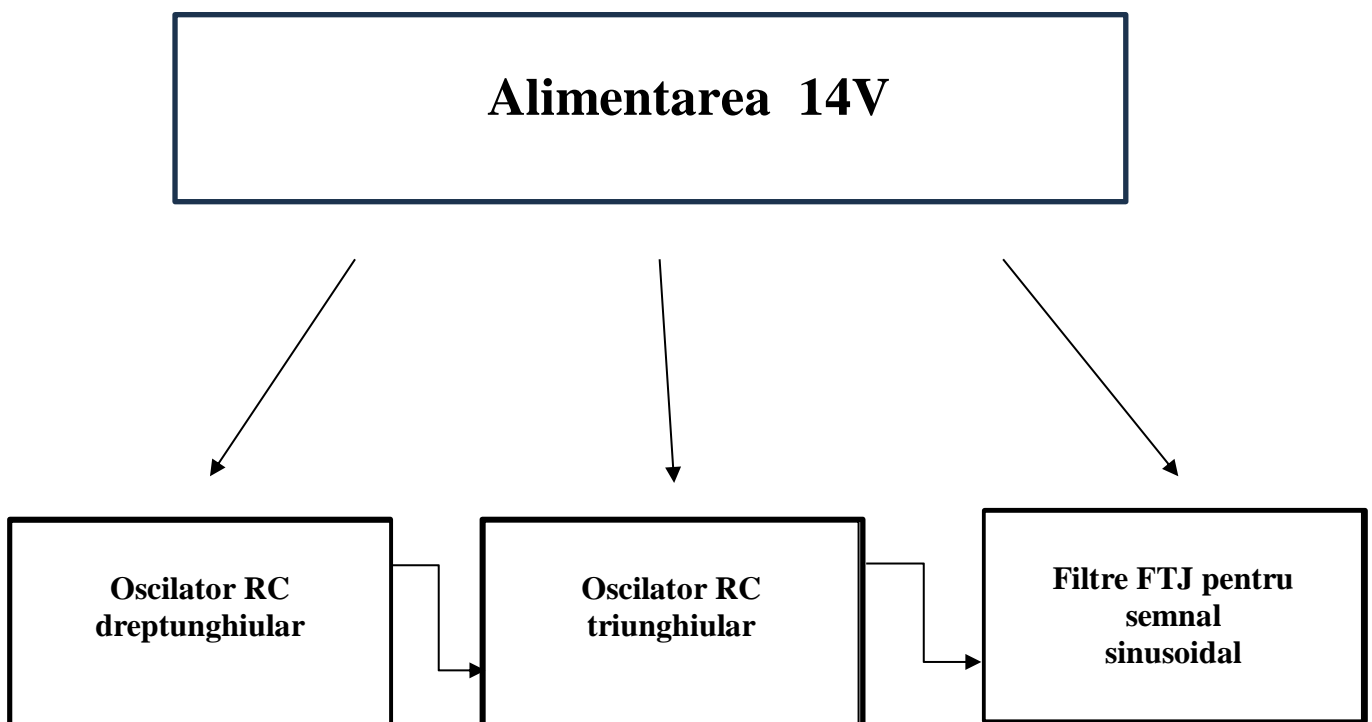 Alimentarea 14V
Oscilator RC
dreptunghiular
Oscilator RC
triunghiular
Filtre FTJ pentru
semnal
sinusoidal